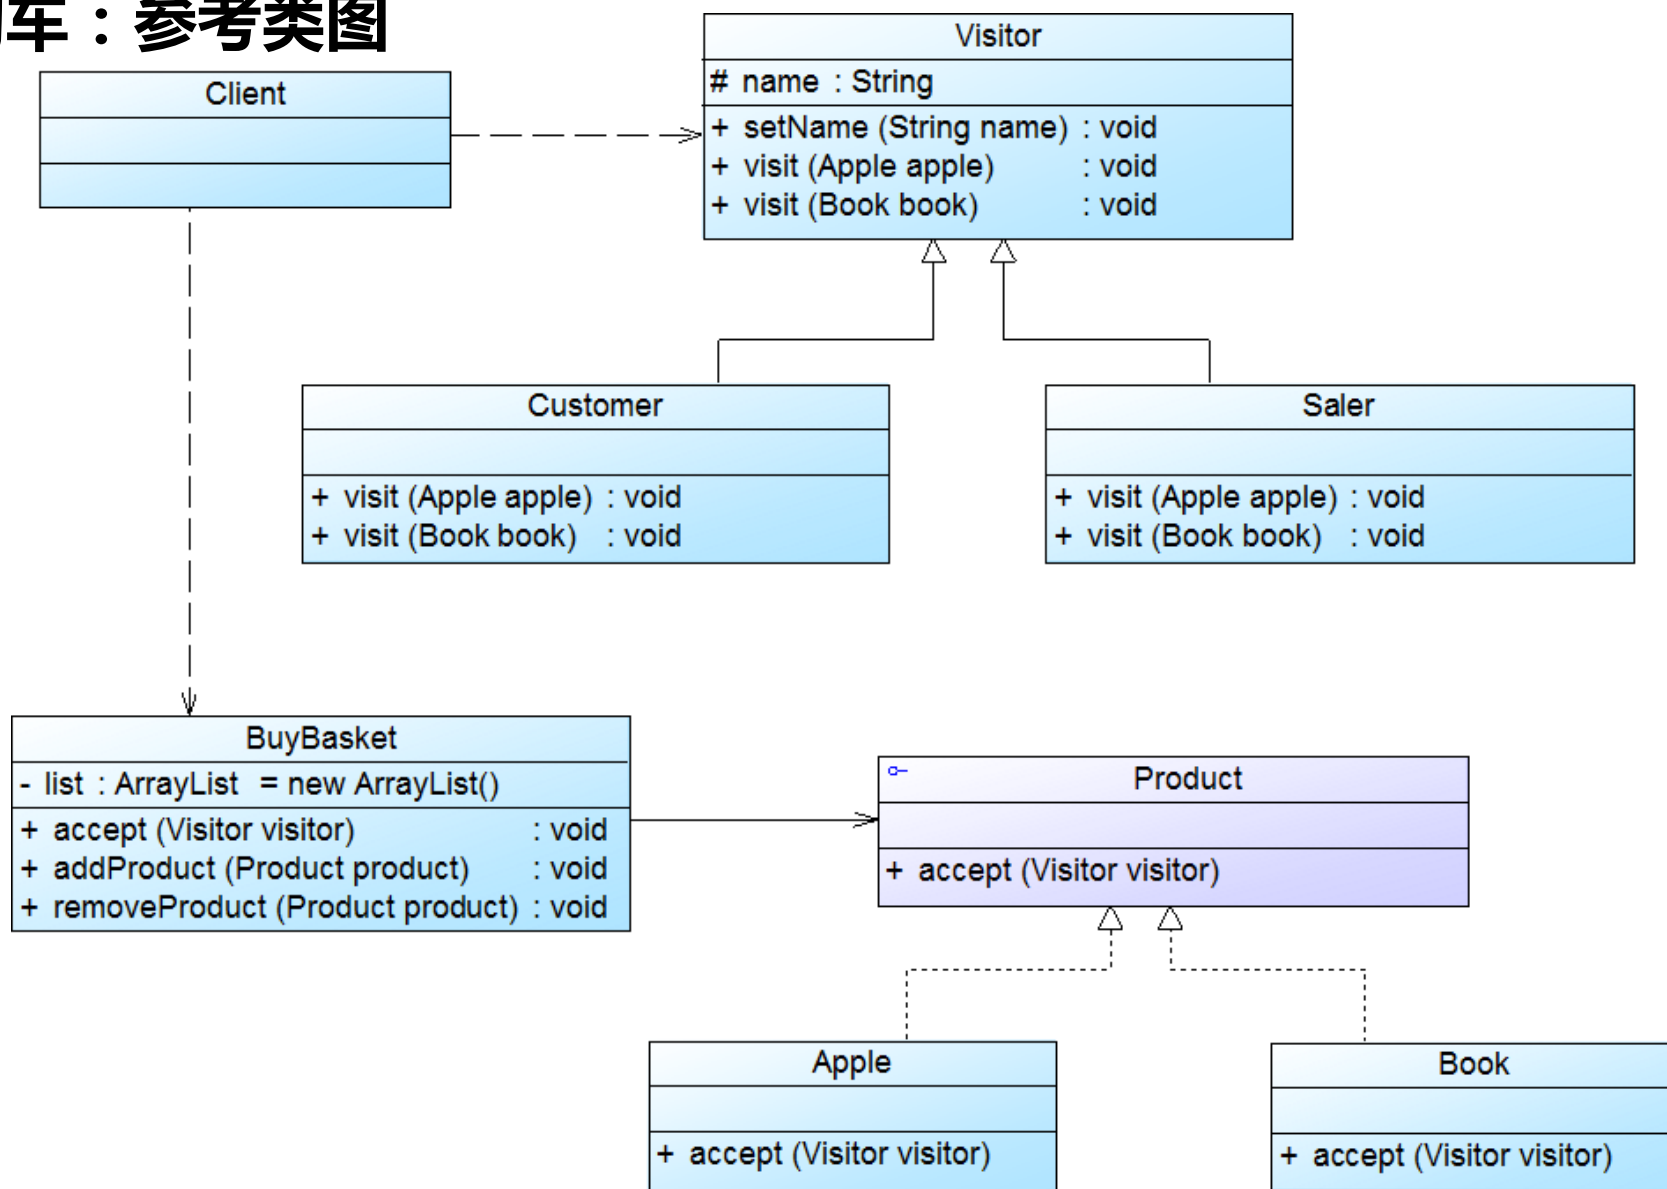 车：参考类图
Client
Visitor
# name : String
+ setName (String name) : void
+ visit (Apple apple) : void
+ visit (Book book) : void
Customer
+ visit (Apple apple) : void
+ visit (Book book) : void
Saler
+ visit (Apple apple) : void
+ visit (Book book) : void
BuyBasket
- list : ArrayList = new ArrayList()
+ accept (Visitor visitor) : void
+ addProduct (Product product) : void
+ removeProduct (Product product) : void
Product
+ accept (Visitor visitor)
Apple
+ accept (Visitor visitor)
Book
+ accept (Visitor visitor)